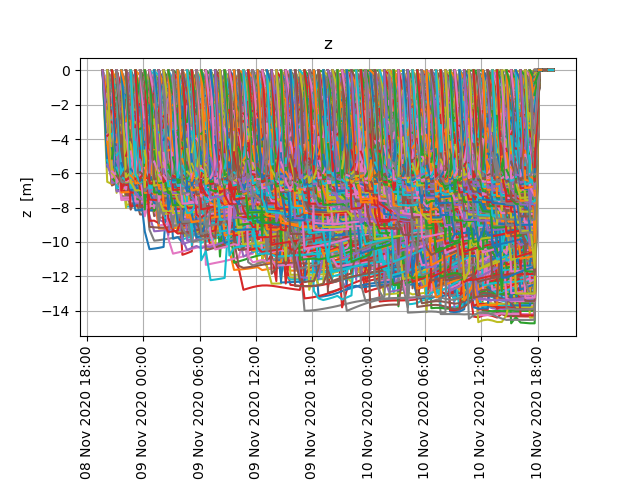 z
0
−2
−4
−6
−8
−10
−12
−14
z [m]
08 Nov 2020 18:00
09 Nov 2020 00:00
09 Nov 2020 06:00
09 Nov 2020 12:00
09 Nov 2020 18:00
10 Nov 2020 00:00
10 Nov 2020 06:00
10 Nov 2020 12:00
10 Nov 2020 18:00